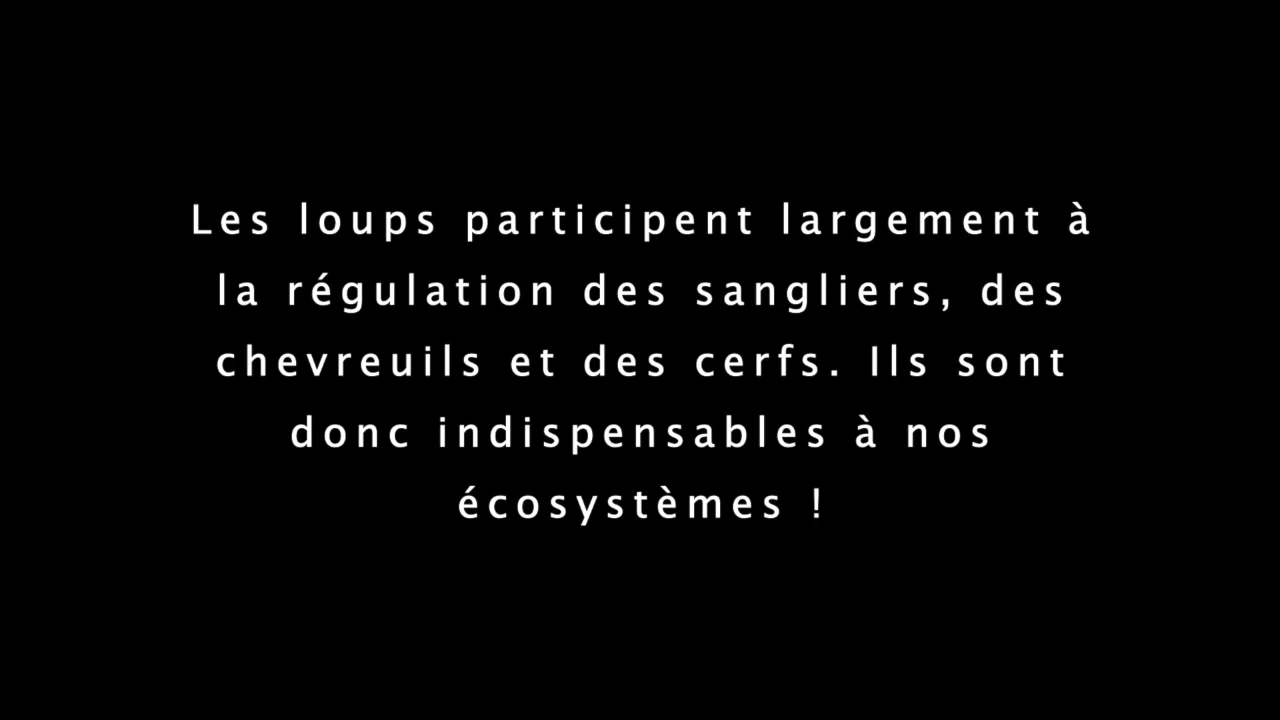 Les loups participent largement à
la régulation des sangliers, des
chevreuils et des cerfs. Ils sont
donc indispensables à nos
écosystèmes !